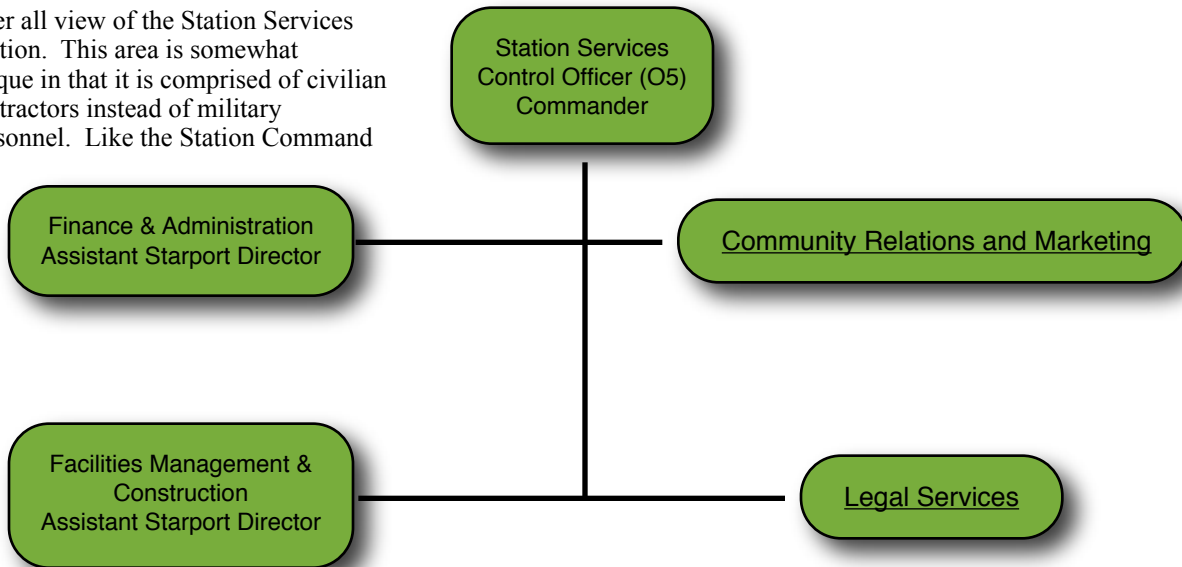 er all view of the Station Services
tion. This area is somewhat
que in that it is comprised of civilian
tractors instead of military
sonnel. Like the Station Command
Station Services
Control Officer (O5)
Commander
Finance & Administration
Assistant Starport Director
Community Relations and Marketing
Facilities Management &
Construction
Assistant Starport Director
Legal Services